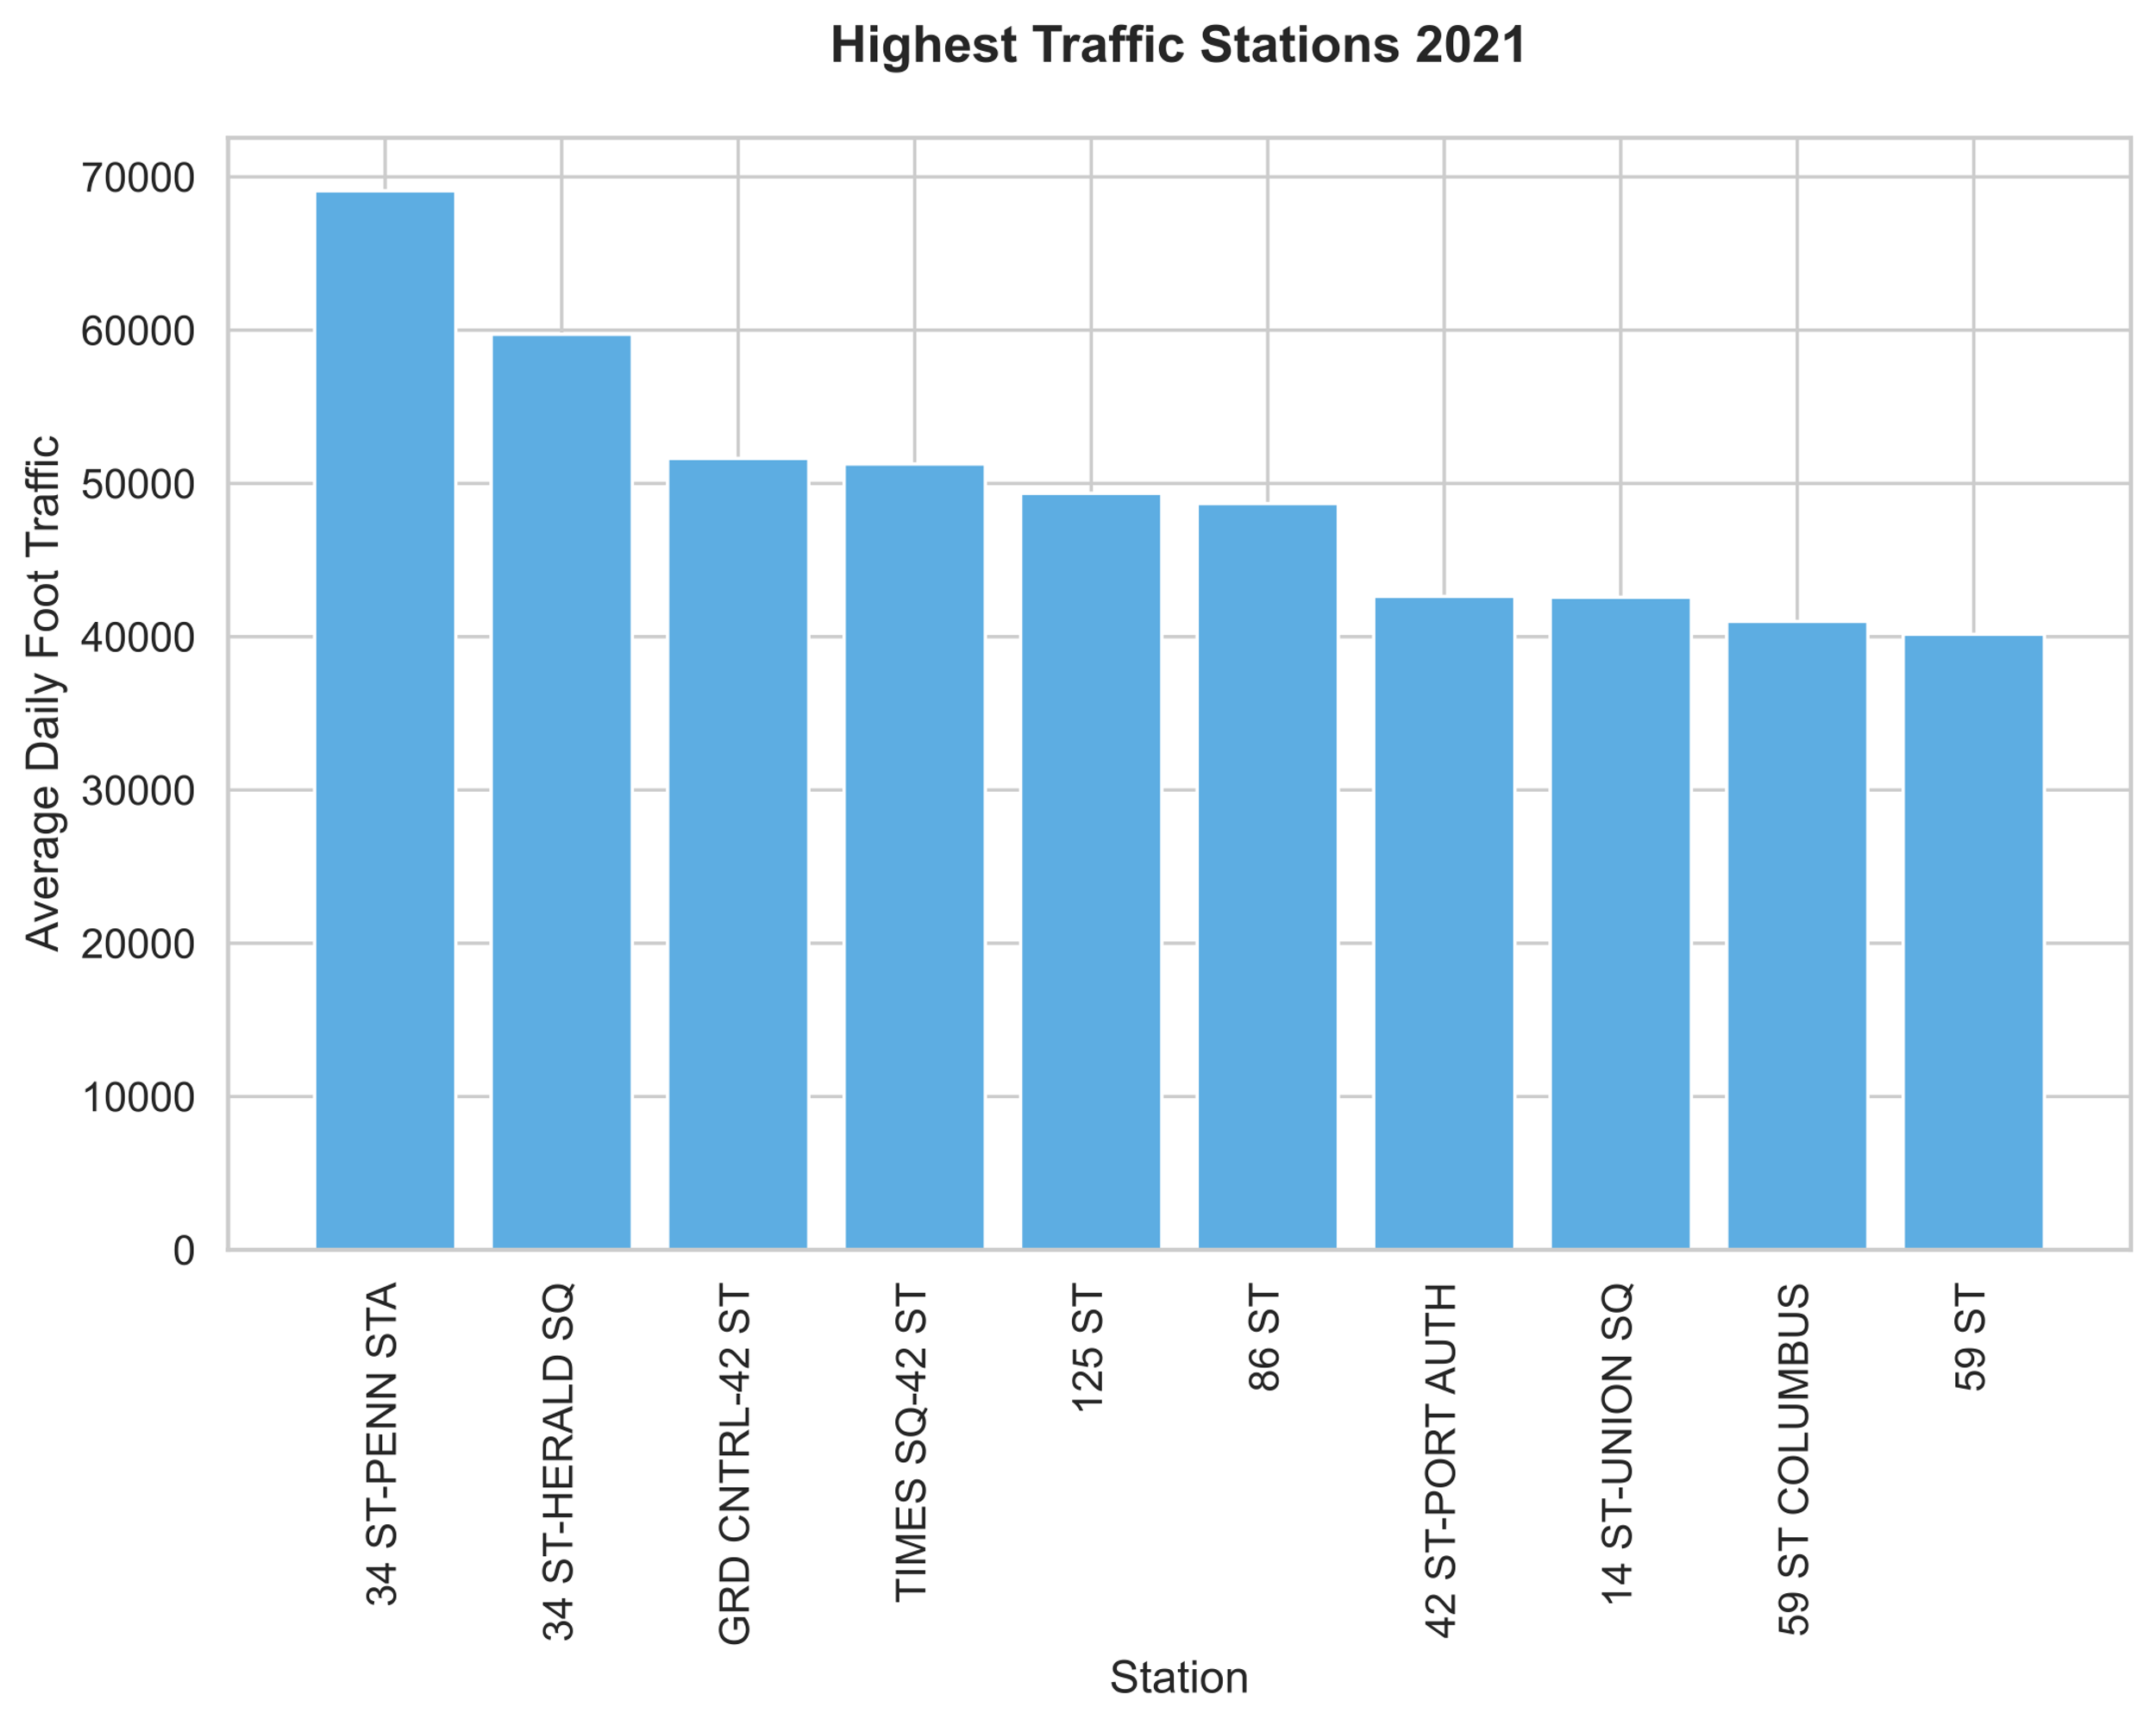 Highest Traffic Stations 2021
Average Daily Foot Traffic
70000
60000
50000
40000
30000
20000
10000
0
34 ST-PENN STA
34 ST-HERALD SQ
GRD CNTRL-42 ST
TIMES SQ-42 ST
125 ST
86 ST
42 ST-PORT AUTH
14 ST-UNION SQ
59 ST COLUMBUS
59 ST
Station